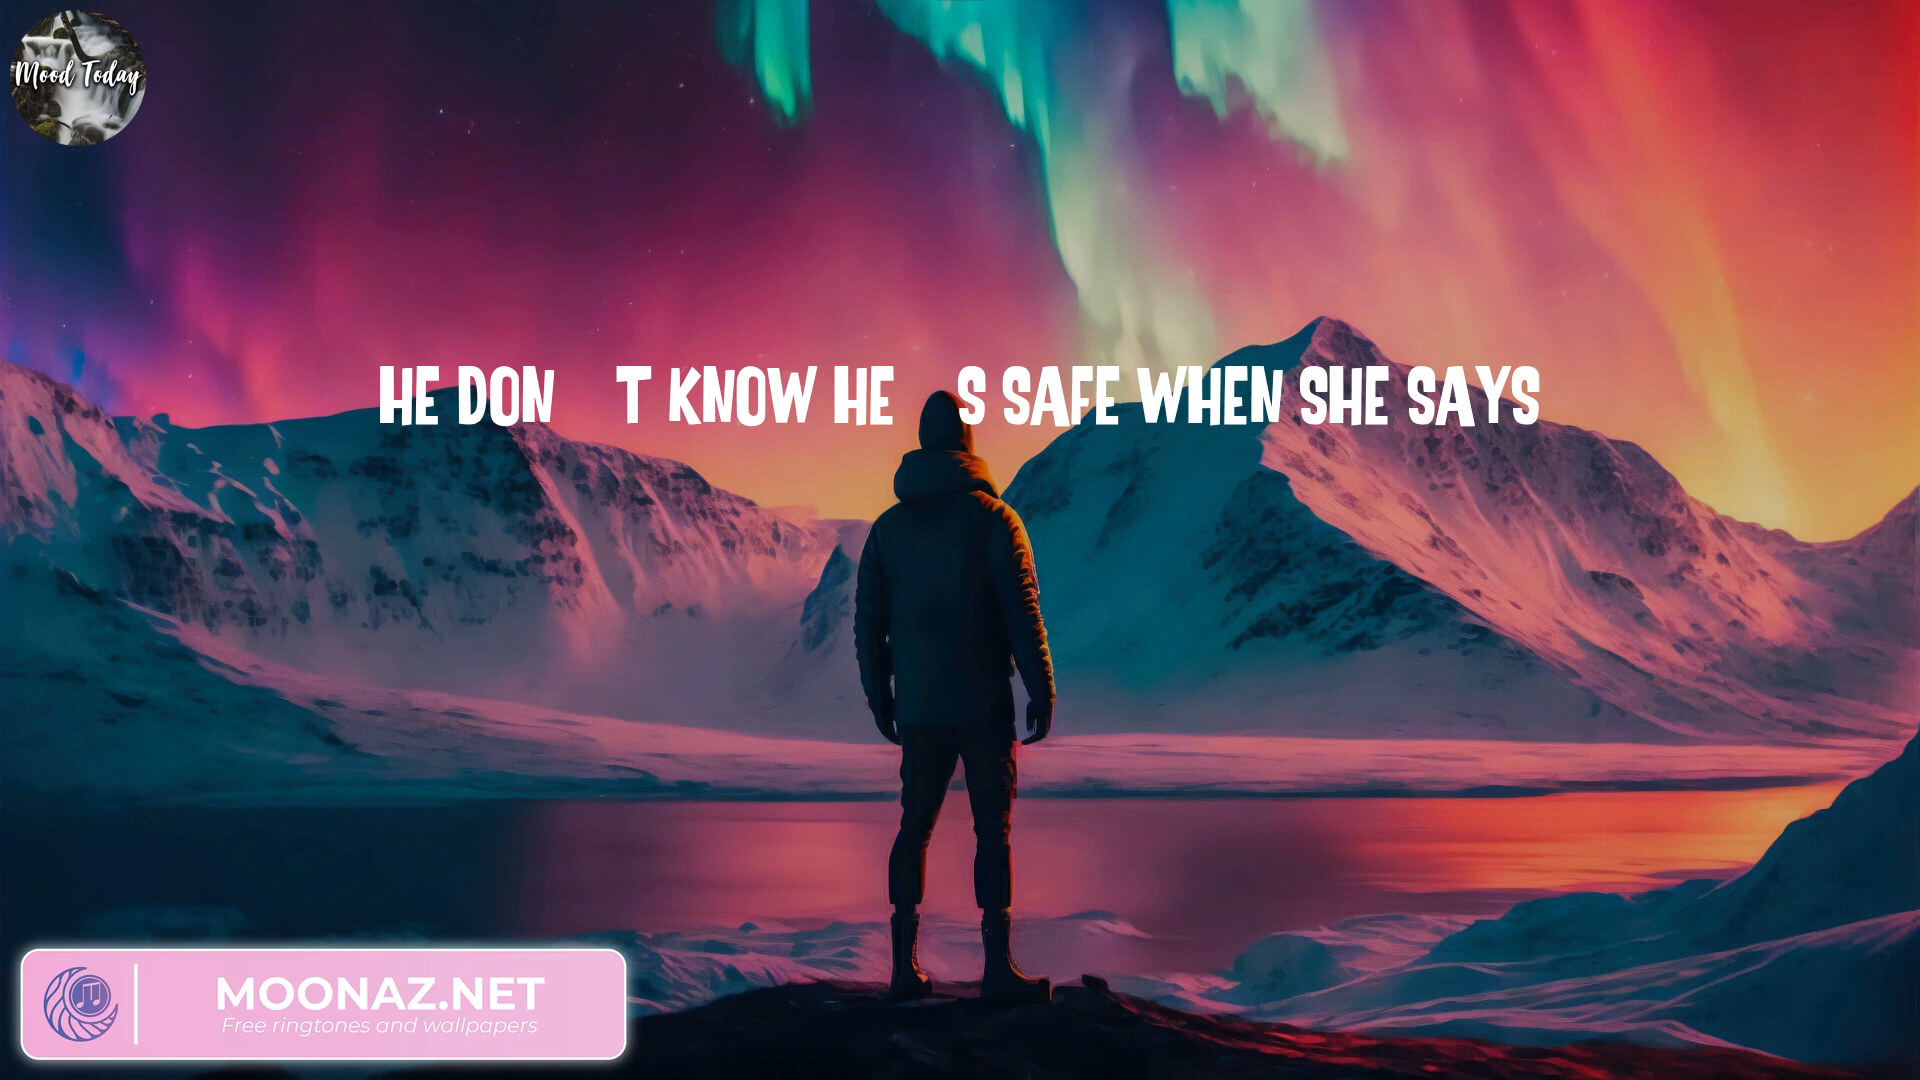 Mood Today
HE DON T KNOW HE S SAFE WHEN SHE SAYS
MOONAZ.NET
Free ringtones and wallpapers